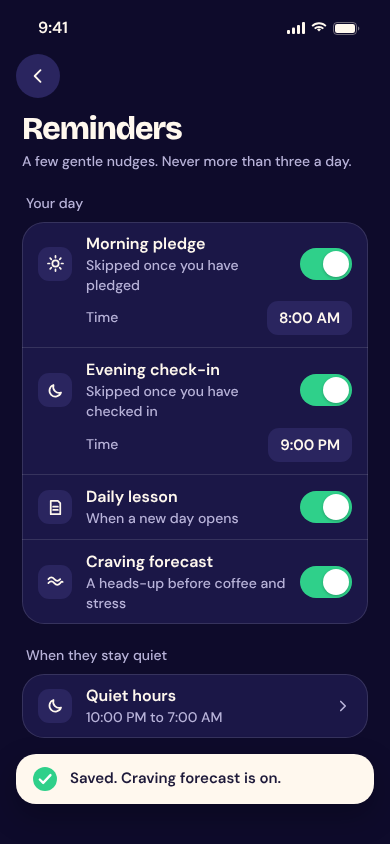 9:41
Reminders
A few gentle nudges. Never more than three a day.
Your day
Morning pledge
Skipped once you have
pledged
Time
8:00 AM
Evening check-in
Skipped once you have
checked in
Time
9:00 PM
Daily lesson
When a new day opens
Craving forecast
A heads-up before coffee and
stress
When they stay quiet
Quiet hours
10:00 PM to 7:00 AM
Saved. Craving forecast is on.